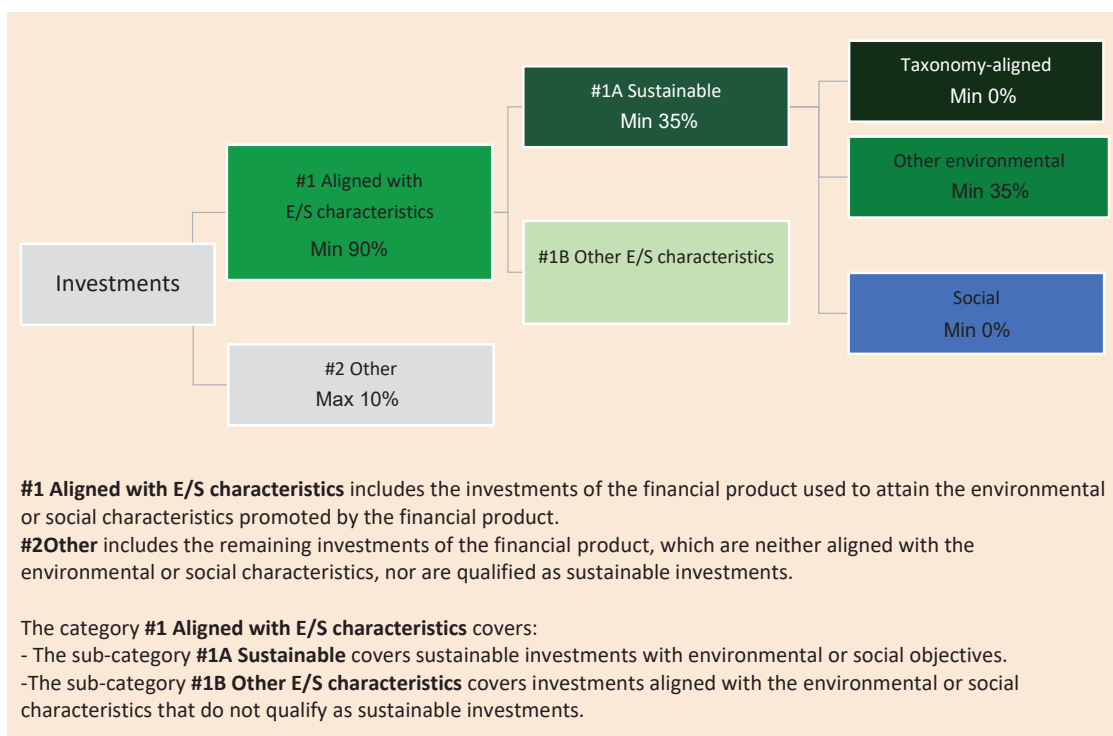 Investments
#1 Aligned with
E/S characteristics
Min 90%
#2 Other
Max 10%
#1A Sustainable
Min 35%
#1B Other E/S characteristics
Taxonomy-aligned
Min 0%
Other environmental
Min 35%
Social
Min 0%
#1 Aligned with E/S characteristics includes the investments of the financial product used to attain the environmental
or social characteristics promoted by the financial product.
#2Other includes the remaining investments of the financial product, which are neither aligned with the
environmental or social characteristics, nor are qualified as sustainable investments.
The category #1 Aligned with E/S characteristics covers:
- The sub-category #1A Sustainable covers sustainable investments with environmental or social objectives.
-The sub-category #1B Other E/S characteristics covers investments aligned with the environmental or social
characteristics that do not qualify as sustainable investments.